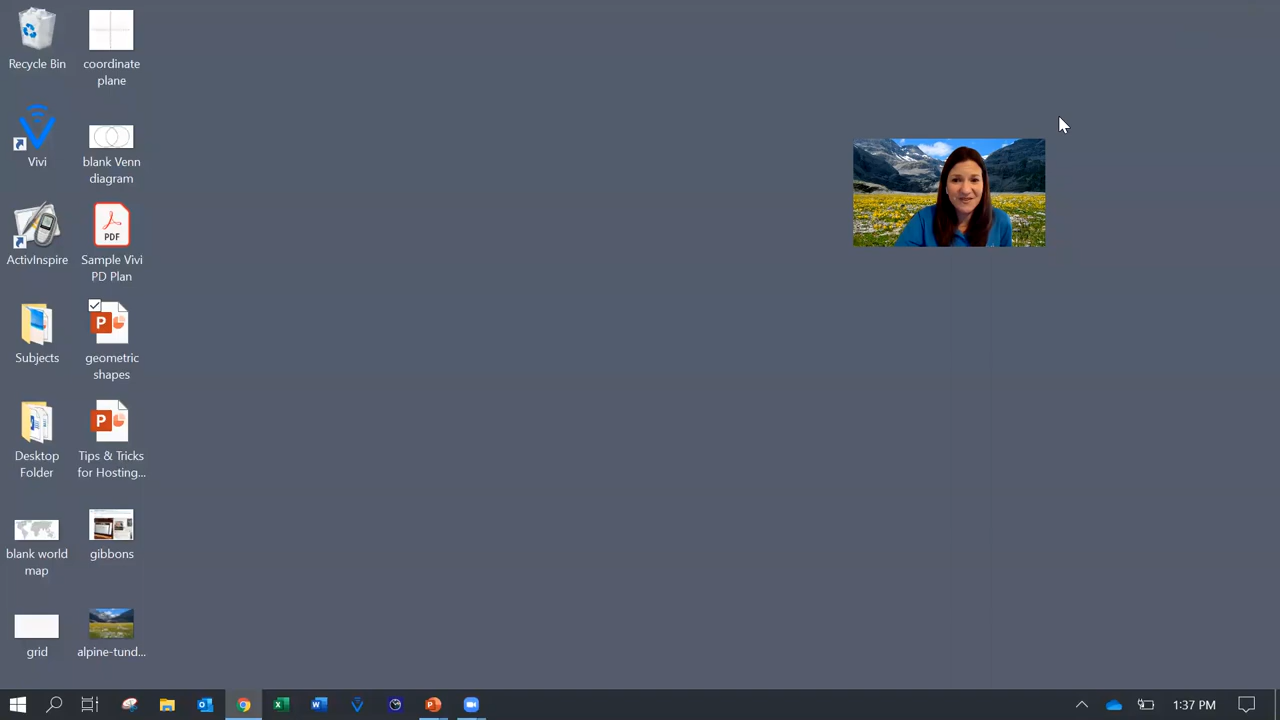 Recycle Bin
coordinate
plane
Vivi
blank Venn
diagram
ActivInspire
PDF
Sample Vivi
PD Plan
Subjects
P
geometric
shapes
Desktop
Folder
P
Tips & Tricks
for Hosting...
blank world
map
gibbons
grid
alpine-tund...
1:37 PM